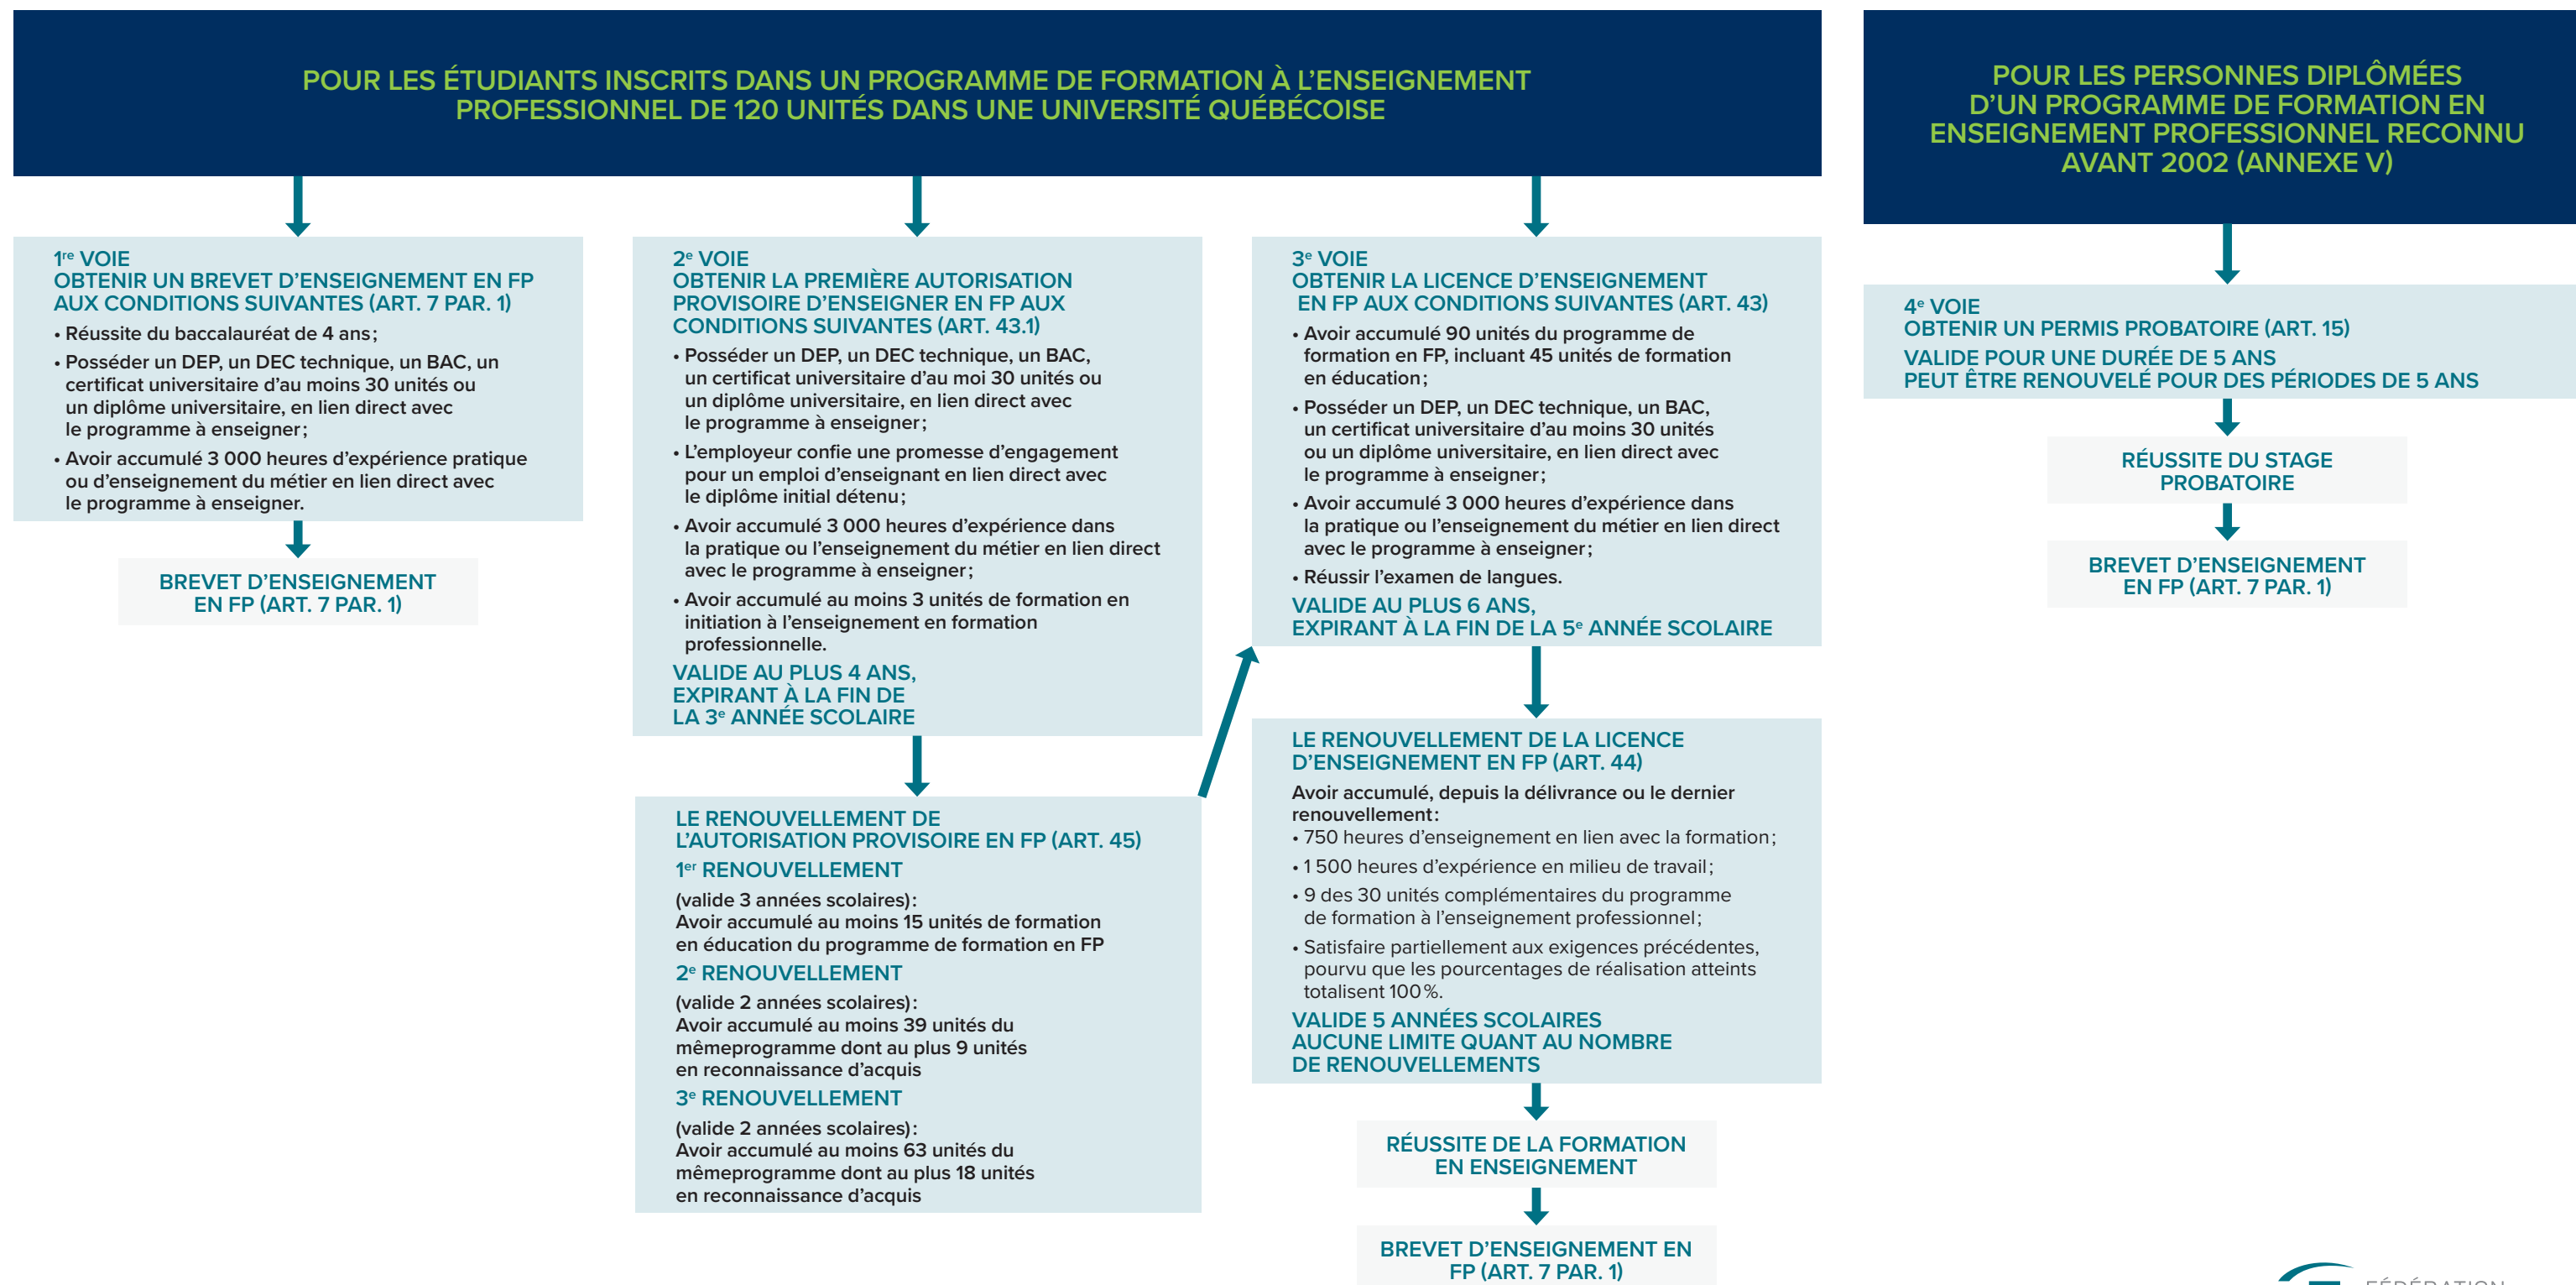 POUR LES ÉTUDIANTS INSCRITS DANS UN PROGRAMME DE FORMATION À L'ENSEIGNEMENT
PROFESSIONNEL DE 120 UNITÉS DANS UNE UNIVERSITÉ QUÉBÉCOISE
1re VOIE
OBTENIR UN BREVET D'ENSEIGNEMENT EN FP
AUX CONDITIONS SUIVANTES (ART. 7 PAR. 1)
• Réussite du baccalauréat de 4 ans;
• Posséder un DEP, un DEC technique, un BAC, un
certificat universitaire d'au moins 30 unités ou
un diplôme universitaire, en lien direct avec
le programme à enseigner;
• Avoir accumulé 3 000 heures d'expérience pratique
ou d'enseignement du métier en lien direct avec
le programme à enseigner.
BREVET D'ENSEIGNEMENT
EN FP (ART. 7 PAR. 1)
2e VOIE
OBTENIR LA PREMIÈRE AUTORISATION
PROVISOIRE D'ENSEIGNER EN FP AUX
CONDITIONS SUIVANTES (ART. 43.1)
• Posséder un DEP, un DEC technique, un BAC,
un certificat universitaire d'au moi 30 unités ou
un diplôme universitaire, en lien direct avec
le programme à enseigner;
• L'employeur confie une promesse d'engagement
pour un emploi d'enseignant en lien direct avec
le diplôme initial détenu;
• Avoir accumulé 3 000 heures d'expérience dans
la pratique ou l'enseignement du métier en lien direct
avec le programme à enseigner;
• Avoir accumulé au moins 3 unités de formation en
initiation à l'enseignement en formation
professionnelle.
VALIDE AU PLUS 4 ANS,
EXPIRANT À LA FIN DE
LA 3e ANNÉE SCOLAIRE
LE RENOUVELLEMENT DE
L'AUTORISATION PROVISOIRE EN FP (ART. 45)
1er RENOUVELLEMENT
(valide 3 années scolaires):
Avoir accumulé au moins 15 unités de formation
en éducation du programme de formation en FP
2e RENOUVELLEMENT
(valide 2 années scolaires):
Avoir accumulé au moins 39 unités du
mêmeprogramme dont au plus 9 unités
en reconnaissance d'acquis
3e RENOUVELLEMENT
(valide 2 années scolaires):
Avoir accumulé au moins 63 unités du
mêmeprogramme dont au plus 18 unités
en reconnaissance d'acquis
3e VOIE
OBTENIR LA LICENCE D'ENSEIGNEMENT
EN FP AUX CONDITIONS SUIVANTES (ART. 43)
• Avoir accumulé 90 unités du programme de
formation en FP, incluant 45 unités de formation
en éducation;
• Posséder un DEP, un DEC technique, un BAC,
un certificat universitaire d'au moins 30 unités
ou un diplôme universitaire, en lien direct avec
le programme à enseigner;
• Avoir accumulé 3 000 heures d'expérience dans
la pratique ou l'enseignement du métier en lien direct
avec le programme à enseigner;
• Réussir l'examen de langues.
VALIDE AU PLUS 6 ANS,
EXPIRANT À LA FIN DE LA 5e ANNÉE SCOLAIRE
LE RENOUVELLEMENT DE LA LICENCE
D'ENSEIGNEMENT EN FP (ART. 44)
Avoir accumulé, depuis la délivrance ou le dernier
renouvellement:
• 750 heures d'enseignement en lien avec la formation;
• 1 500 heures d'expérience en milieu de travail;
• 9 des 30 unités complémentaires du programme
de formation à l'enseignement professionnel;
• Satisfaire partiellement aux exigences précédentes,
pourvu que les pourcentages de réalisation atteints
totalisent 100 %.
VALIDE 5 ANNÉES SCOLAIRES
AUCUNE LIMITE QUANT AU NOMBRE
DE RENOUVELLEMENTS
RÉUSSITE DE LA FORMATION
EN ENSEIGNEMENT
BREVET D'ENSEIGNEMENT EN
FP (ART. 7 PAR. 1)
POUR LES PERSONNES DIPLÔMÉES
D'UN PROGRAMME DE FORMATION EN
ENSEIGNEMENT PROFESSIONNEL RECONNU
AVANT 2002 (ANNEXE V)
4e VOIE
OBTENIR UN PERMIS PROBATOIRE (ART. 15)
VALIDE POUR UNE DURÉE DE 5 ANS
PEUT ÊTRE RENOUVELÉ POUR DES PÉRIODES DE 5 ANS
RÉUSSITE DU STAGE
PROBATOIRE
BREVET D'ENSEIGNEMENT
EN FP (ART. 7 PAR. 1)
FÉDÉRATION